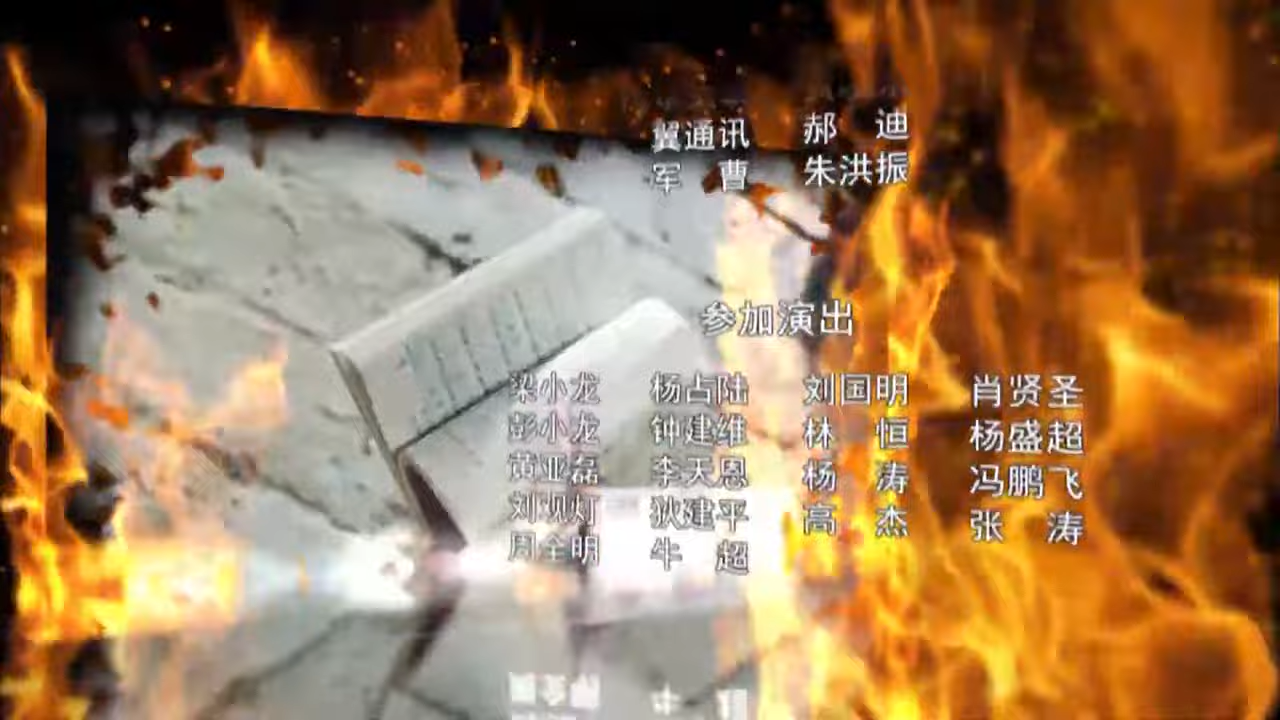 翼通讯 郝 迪
军 曹 朱洪振
参加演出
梁小龙 杨占陆 刘国明 肖贤圣
彭小龙 钟建维 林 恒 杨盛超
黄亚磊 李天恩 杨 涛 冯鹏飞
刘观灯 狄建平 高 杰 张 涛
周全明 牛 超